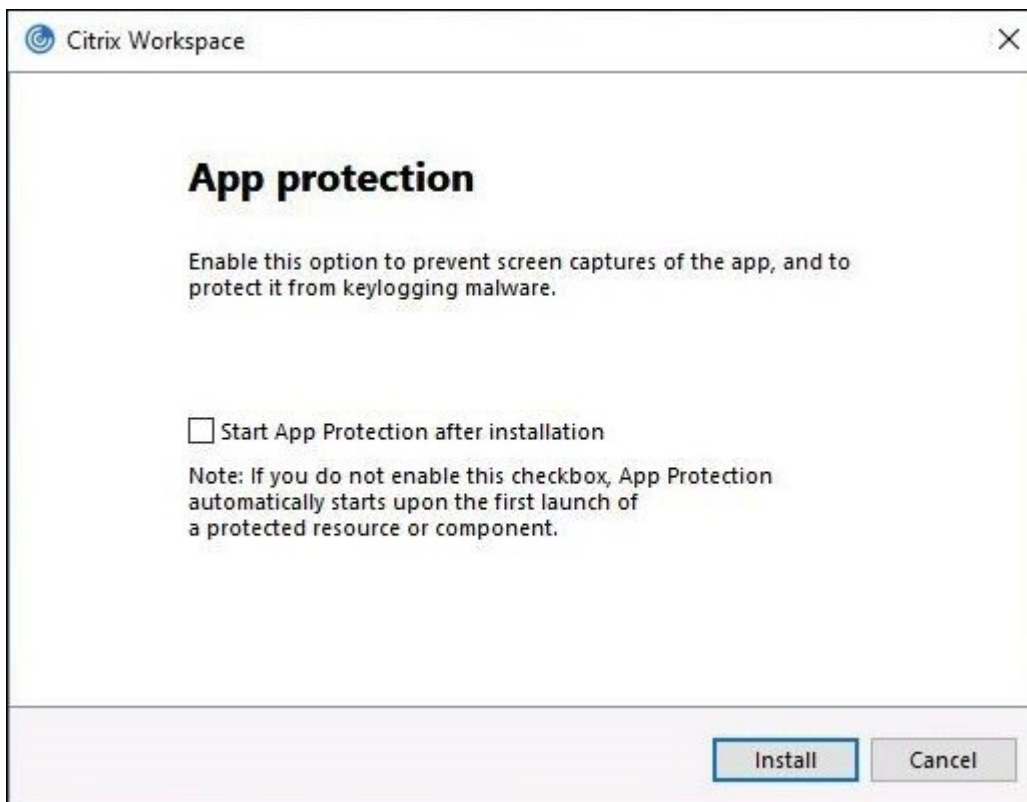 Citrix Workspace
App protection
Enable this option to prevent screen captures of the app, and to
protect it from keylogging malware.
Start App Protection after installation
Note: If you do not enable this checkbox, App Protection
automatically starts upon the first launch of
a protected resource or component.
Install Cancel